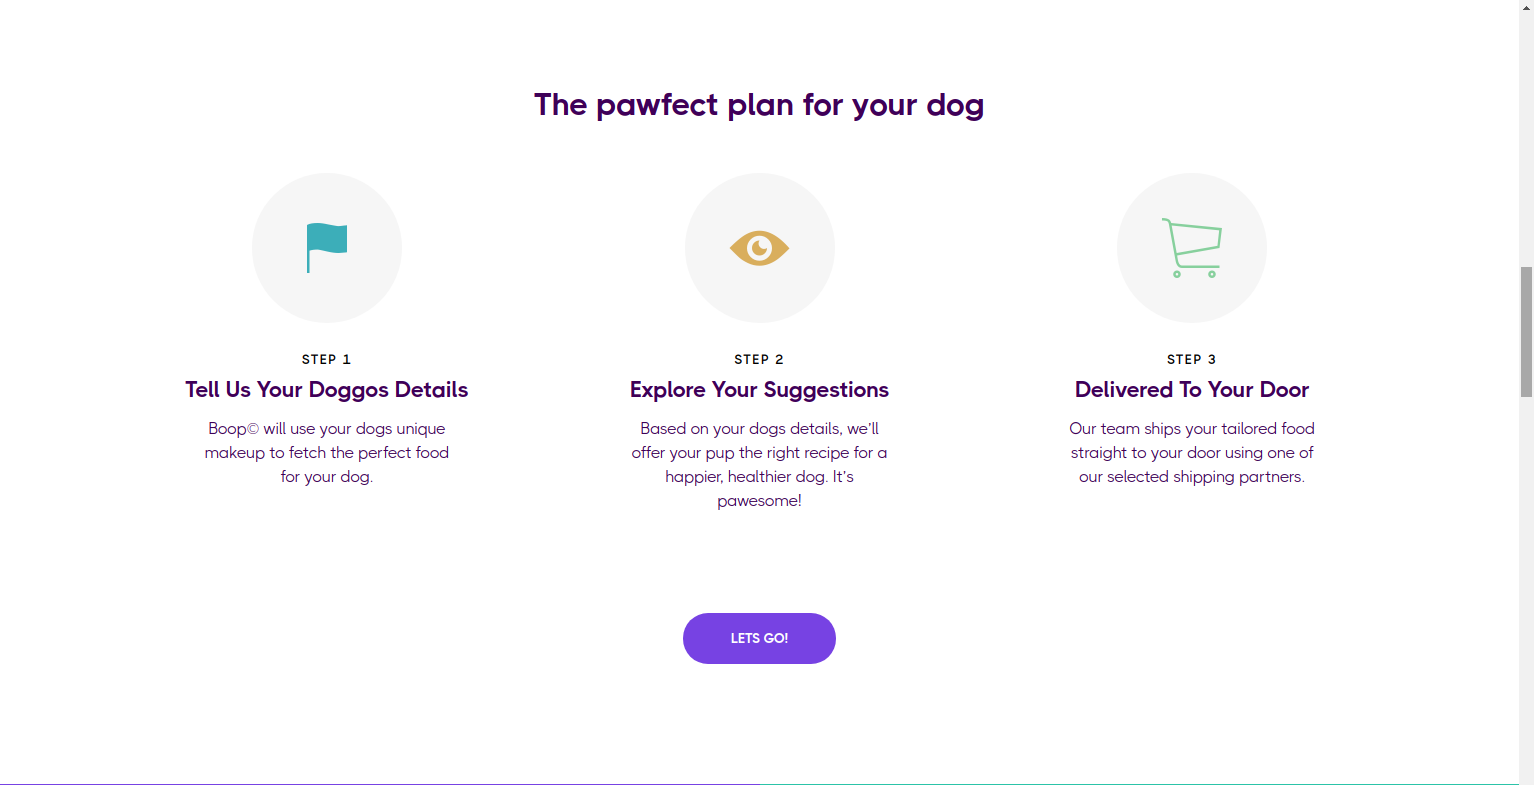 The pawfect plan for your dog
STEP 1
Tell Us Your Doggos Details
Boop© will use your dogs unique
makeup to fetch the perfect food
for your dog.
STEP 2
Explore Your Suggestions
Based on your dogs details, we'll
offer your pup the right recipe for a
happier, healthier dog. It's
pawesome!
STEP 3
Delivered To Your Door
Our team ships your tailored food
straight to your door using one of
our selected shipping partners.
LETS GO!